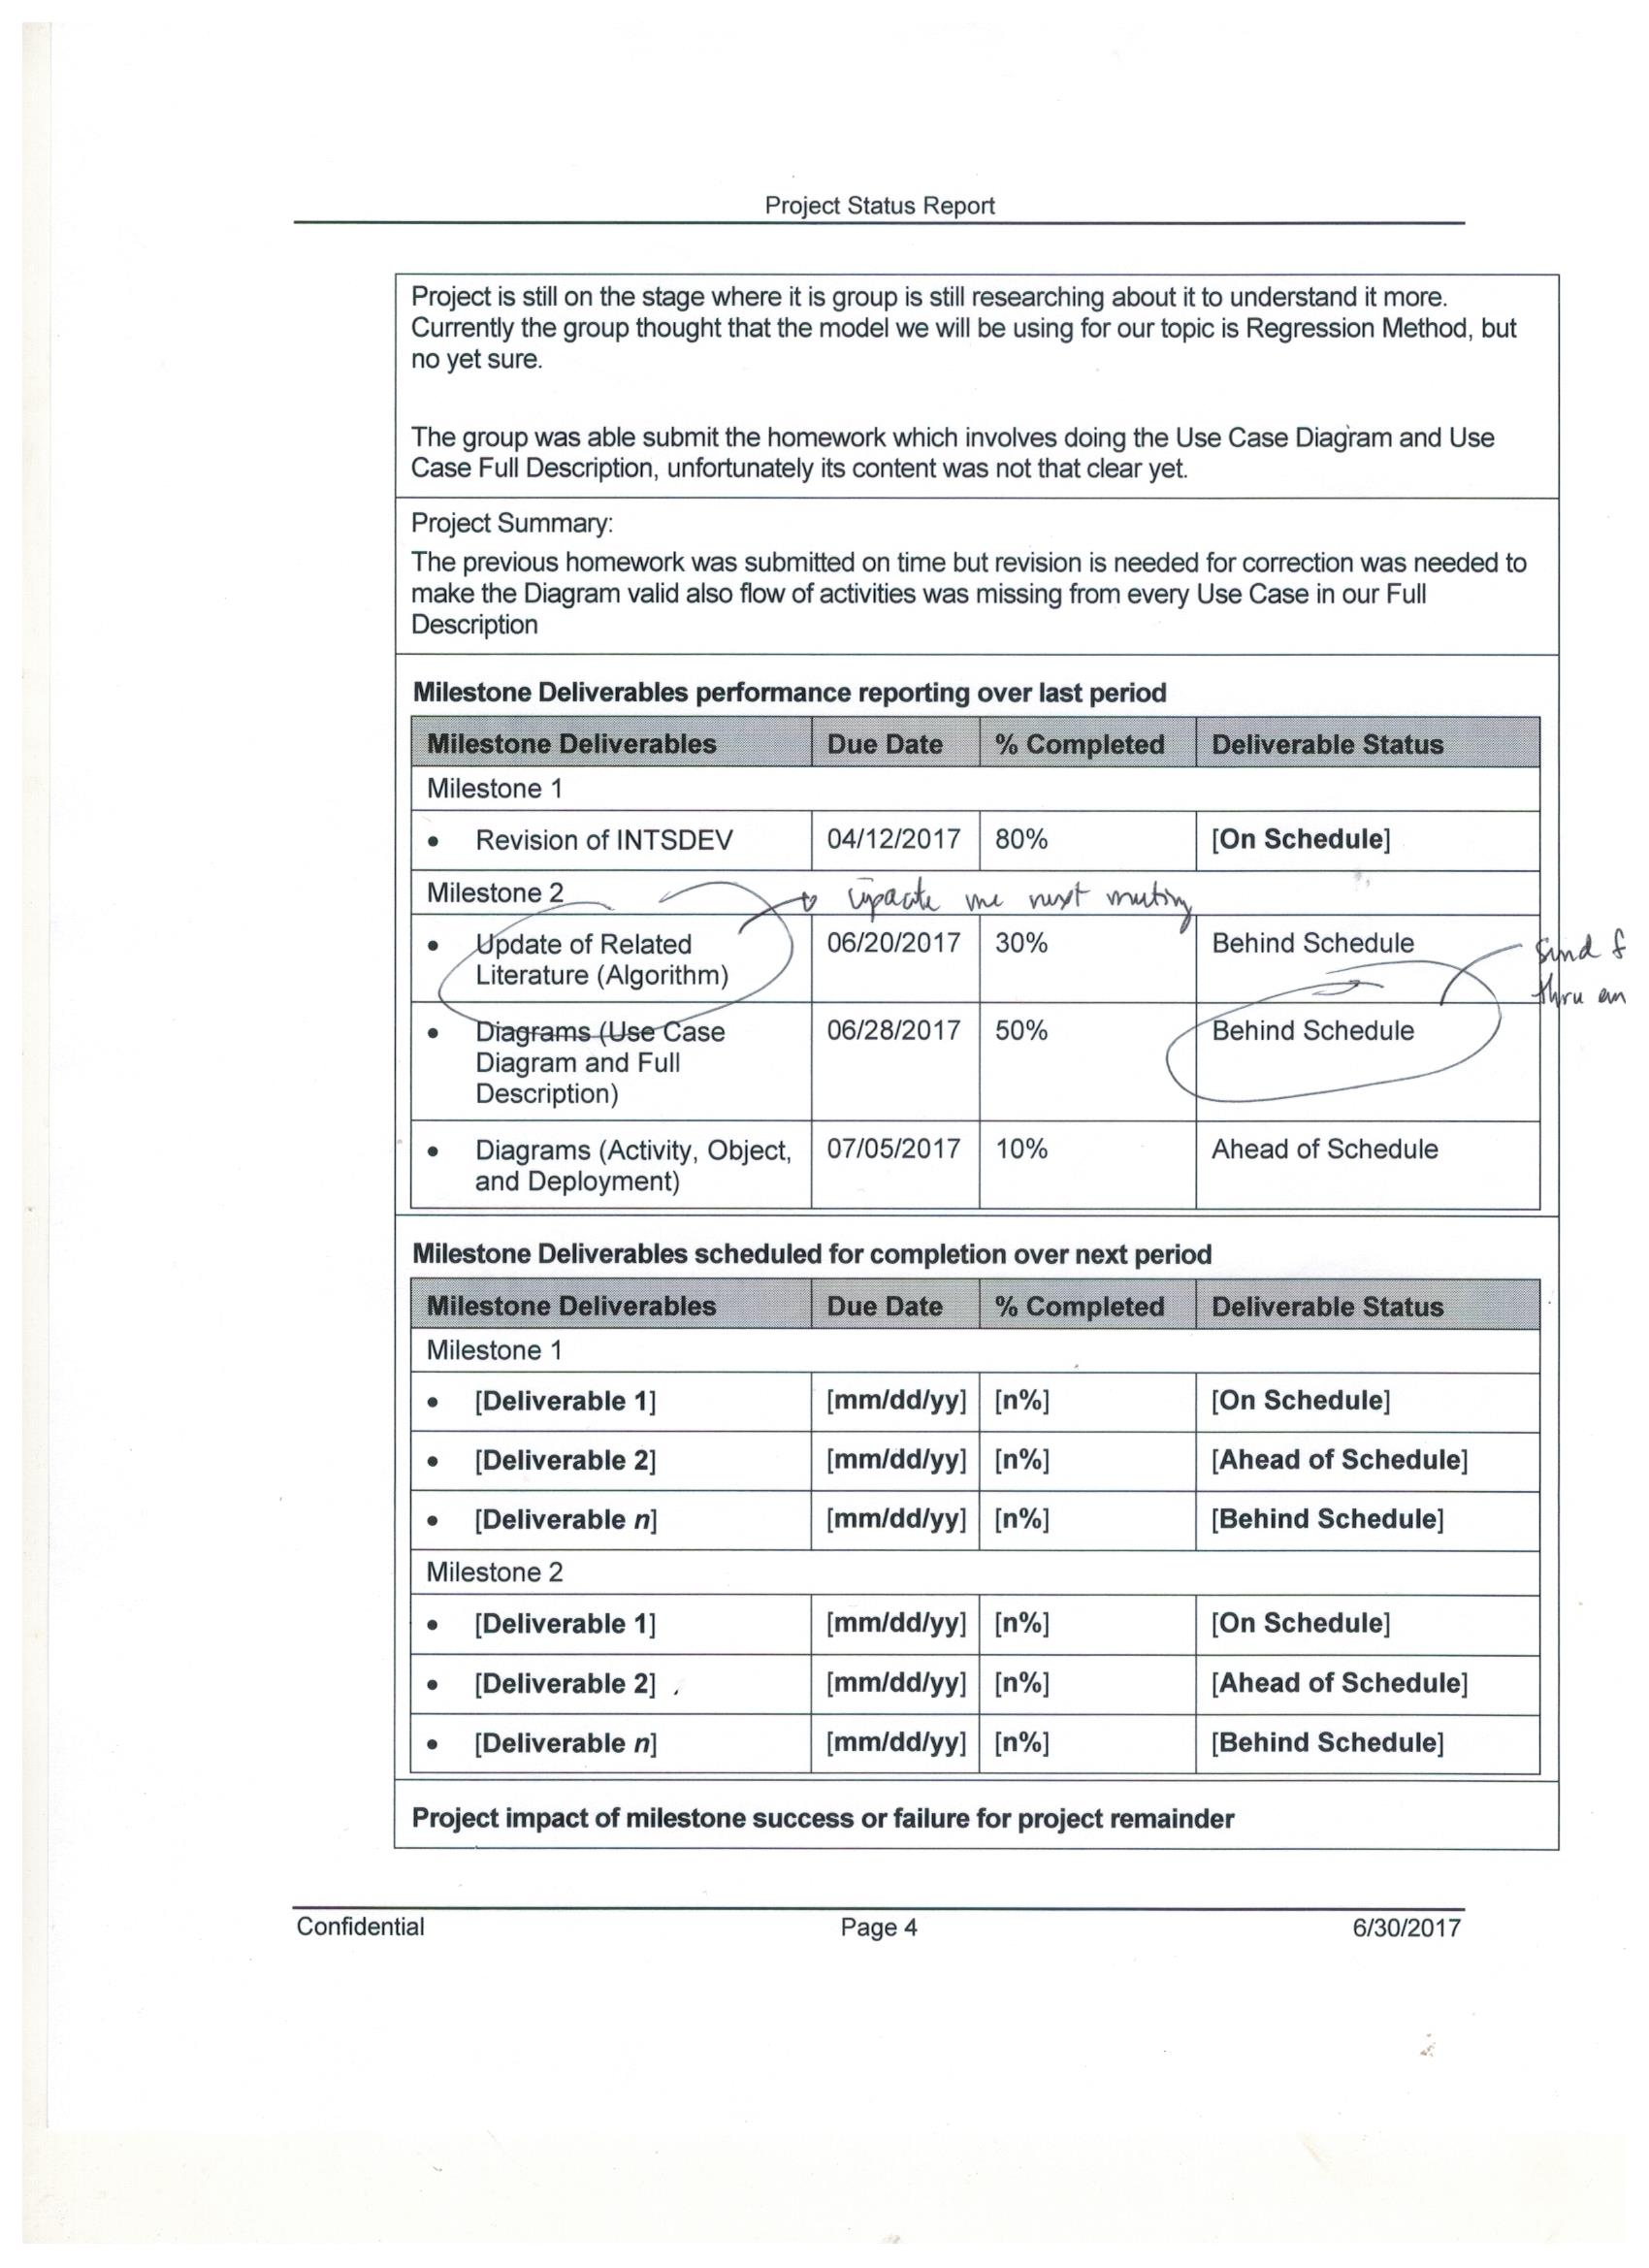 Project Status Report
Project is still on the stage where it is group is still researching about it to understand it more.
Currently the group thought that the model we will be using for our topic is Regression Method, but
no yet sure.
The group was able submit the homework which involves doing the Use Case Diagram and Use
Case Full Description, unfortunately its content was not that clear yet.
Project Summary:
The previous homework was submitted on time but revision is needed for correction was needed to
make the Diagram valid also flow of activities was missing from every Use Case in our Full
Description
Milestone Deliverables performance reporting over last period
Milestone Deliverables Due Date % Completed Deliverable Status
Milestone 1
• Revision of INTSDEV 04/12/2017 80% [On Schedule]
Milestone 2 update me next meeting
• Update of Related 06/20/2017 30% Behind Schedule send
Literature (Algorithm) thru
• Diagrams (Use Case 06/28/2017 50% Behind Schedule
Diagram and Full
Description)
• Diagrams (Activity, Object, 07/05/2017 10% Ahead of Schedule
and Deployment)
Milestone Deliverables scheduled for completion over next period
Milestone Deliverables Due Date % Completed Deliverable Status
Milestone 1
• [Deliverable 1] [mm/dd/yy] [n%] [On Schedule]
• [Deliverable 2] [mm/dd/yy] [n%] [Ahead of Schedule]
• [Deliverable n] [mm/dd/yy] [n%] [Behind Schedule]
Milestone 2
• [Deliverable 1] [mm/dd/yy] [n%] [On Schedule]
• [Deliverable 2] [mm/dd/yy] [n%] [Ahead of Schedule]
• [Deliverable n] [mm/dd/yy] [n%] [Behind Schedule]
Project impact of milestone success or failure for project remainder
Confidential Page 4 6/30/2017